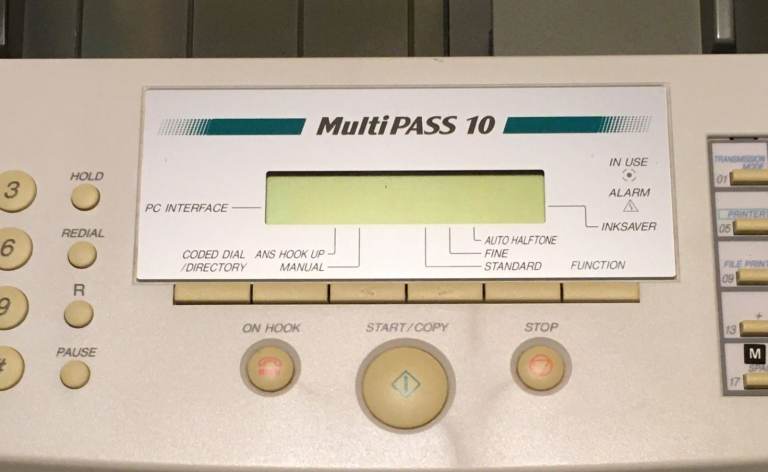 MultiPASS 10
IN USE
ALARM
PC INTERFACE
INKSAVER
CODED DIAL
/DIRECTORY
ANS HOOK UP
MANUAL
AUTO HALFTONE
FINE
STANDARD
FUNCTION
3
HOLD
6
REDIAL
9
R
PAUSE
ON HOOK
START/COPY
STOP
TRANSMISSION
MODE
01
PRINTER
05
FILE PRINT
09
+
13
M
17